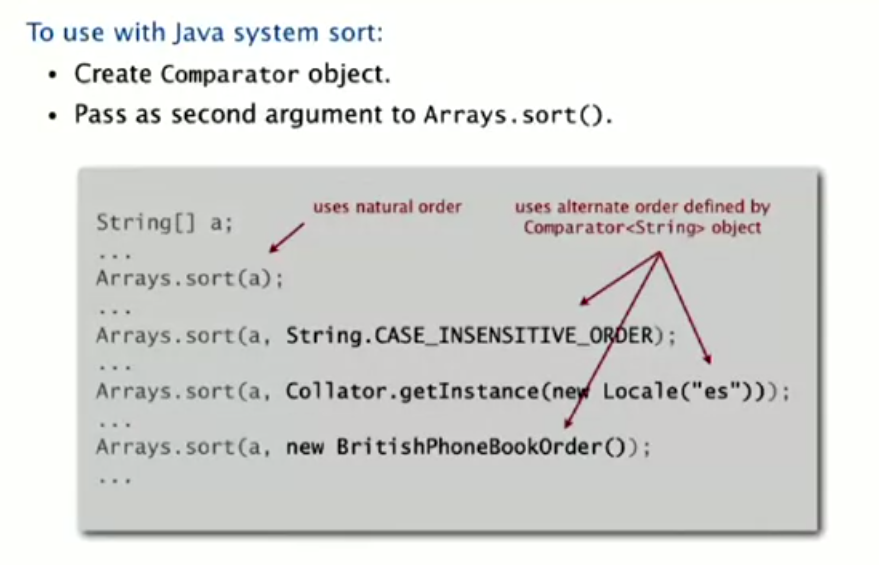 To use with Java system sort:
• Create Comparator object.
• Pass as second argument to Arrays.sort().
uses natural order
uses alternate order defined by
Comparator<String> object
String[] a;
...
Arrays.sort(a);
...
Arrays.sort(a, String.CASE_INSENSITIVE_ORDER);
...
Arrays.sort(a, Collator.getInstance(new Locale("es")));
...
Arrays.sort(a, new BritishPhoneBookOrder());
...